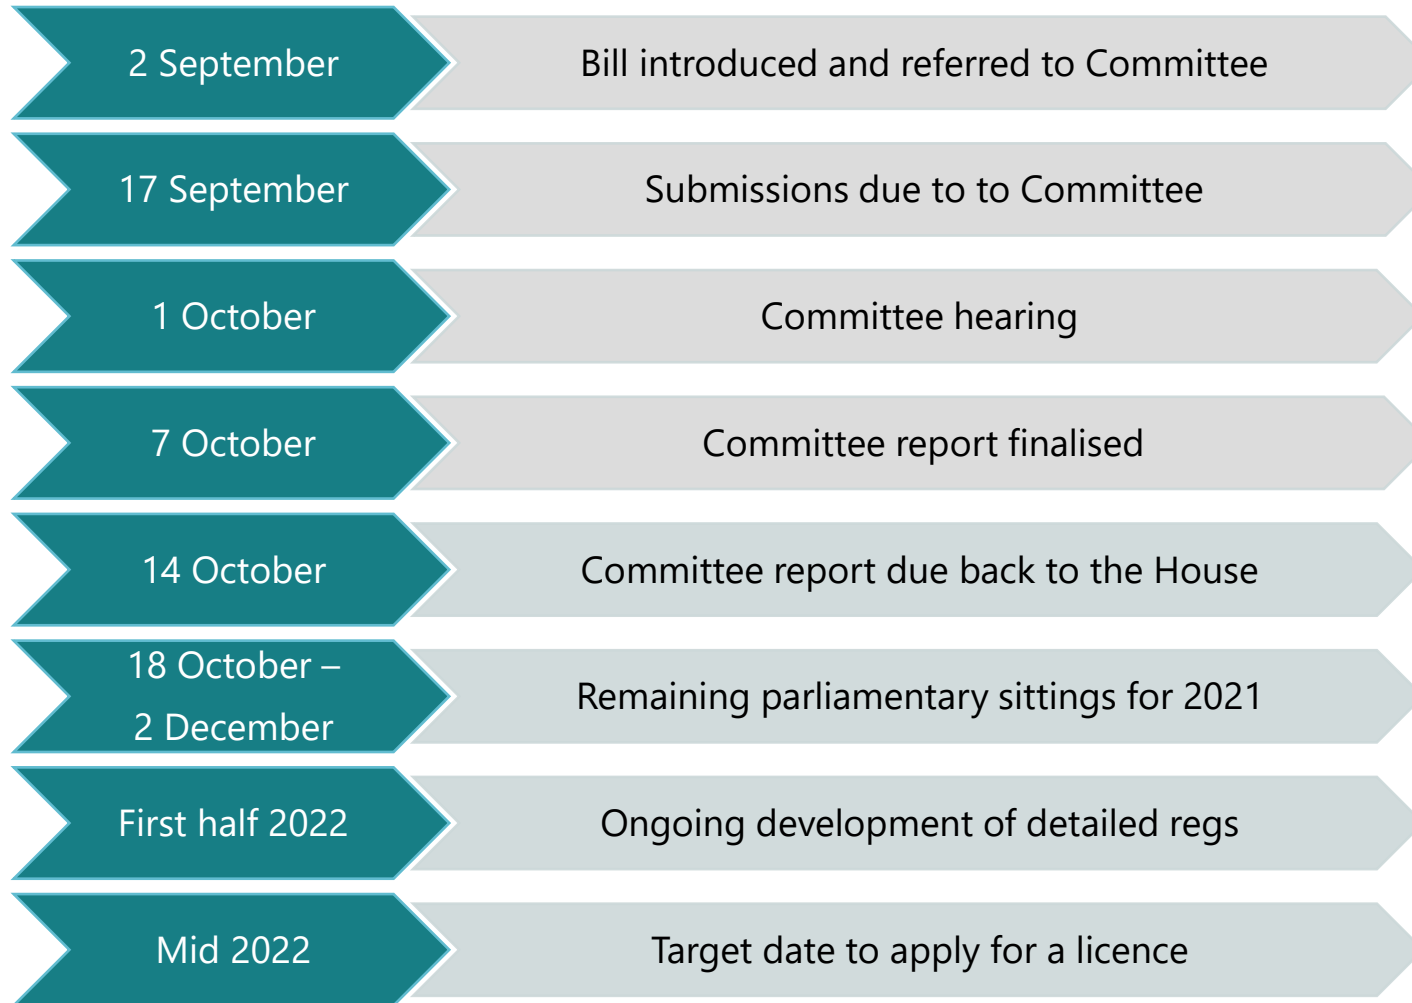 2 September
Bill introduced and referred to Committee
17 September
Submissions due to to Committee
1 October
Committee hearing
7 October
Committee report finalised
14 October
Committee report due back to the House
18 October –
2 December
Remaining parliamentary sittings for 2021
First half 2022
Ongoing development of detailed regs
Mid 2022
Target date to apply for a licence